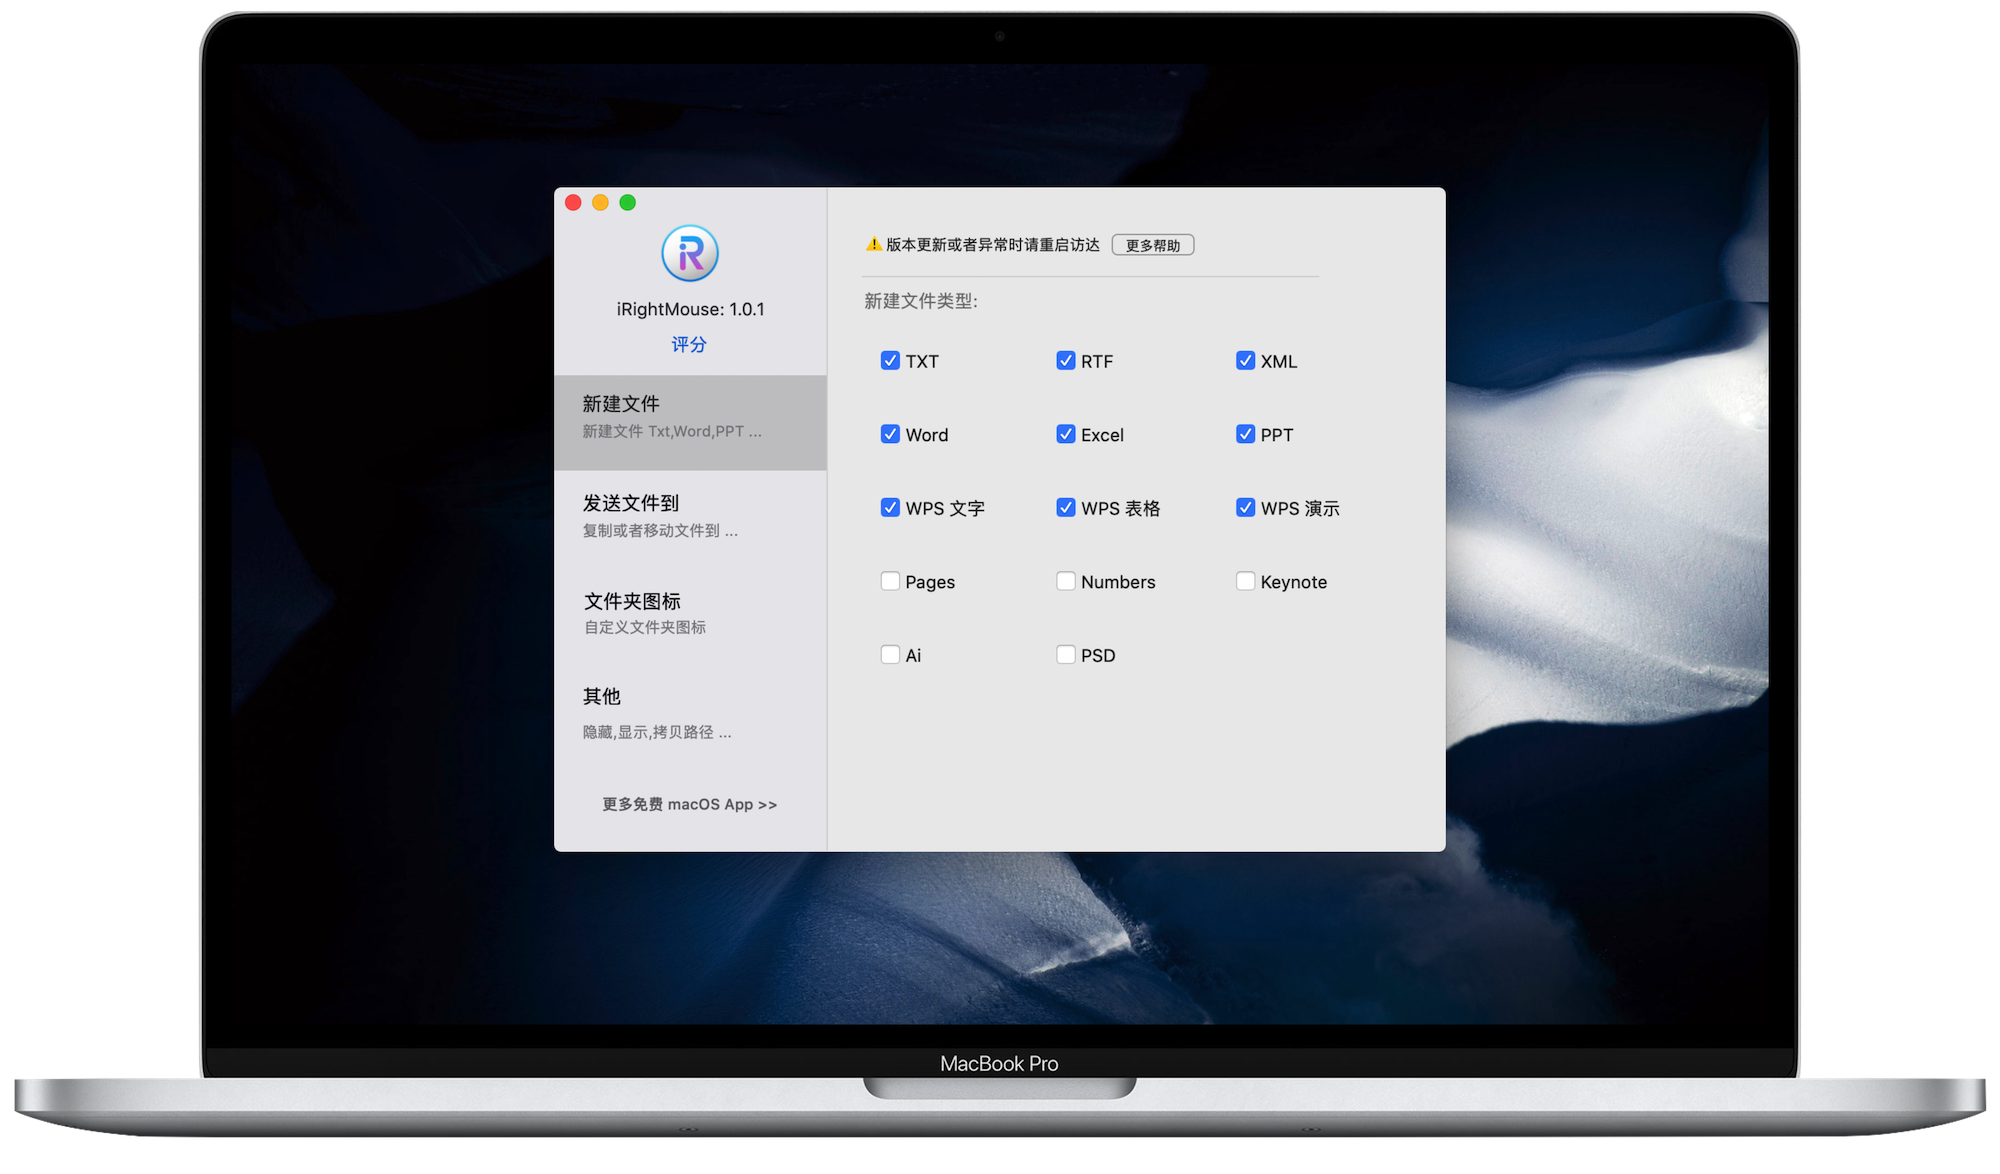 iRightMouse: 1.0.1
评分
新建文件
新建文件 Txt,Word,PPT ...
发送文件到
复制或者移动文件到 ...
文件夹图标
自定义文件夹图标
其他
隐藏,显示,拷贝路径 ...
更多免费 macOS App >>
版本更新或者异常时请重启访达 更多帮助
新建文件类型:
TXT RTF XML
Word Excel PPT
WPS 文字 WPS 表格 WPS 演示
Pages Numbers Keynote
Ai PSD
MacBook Pro